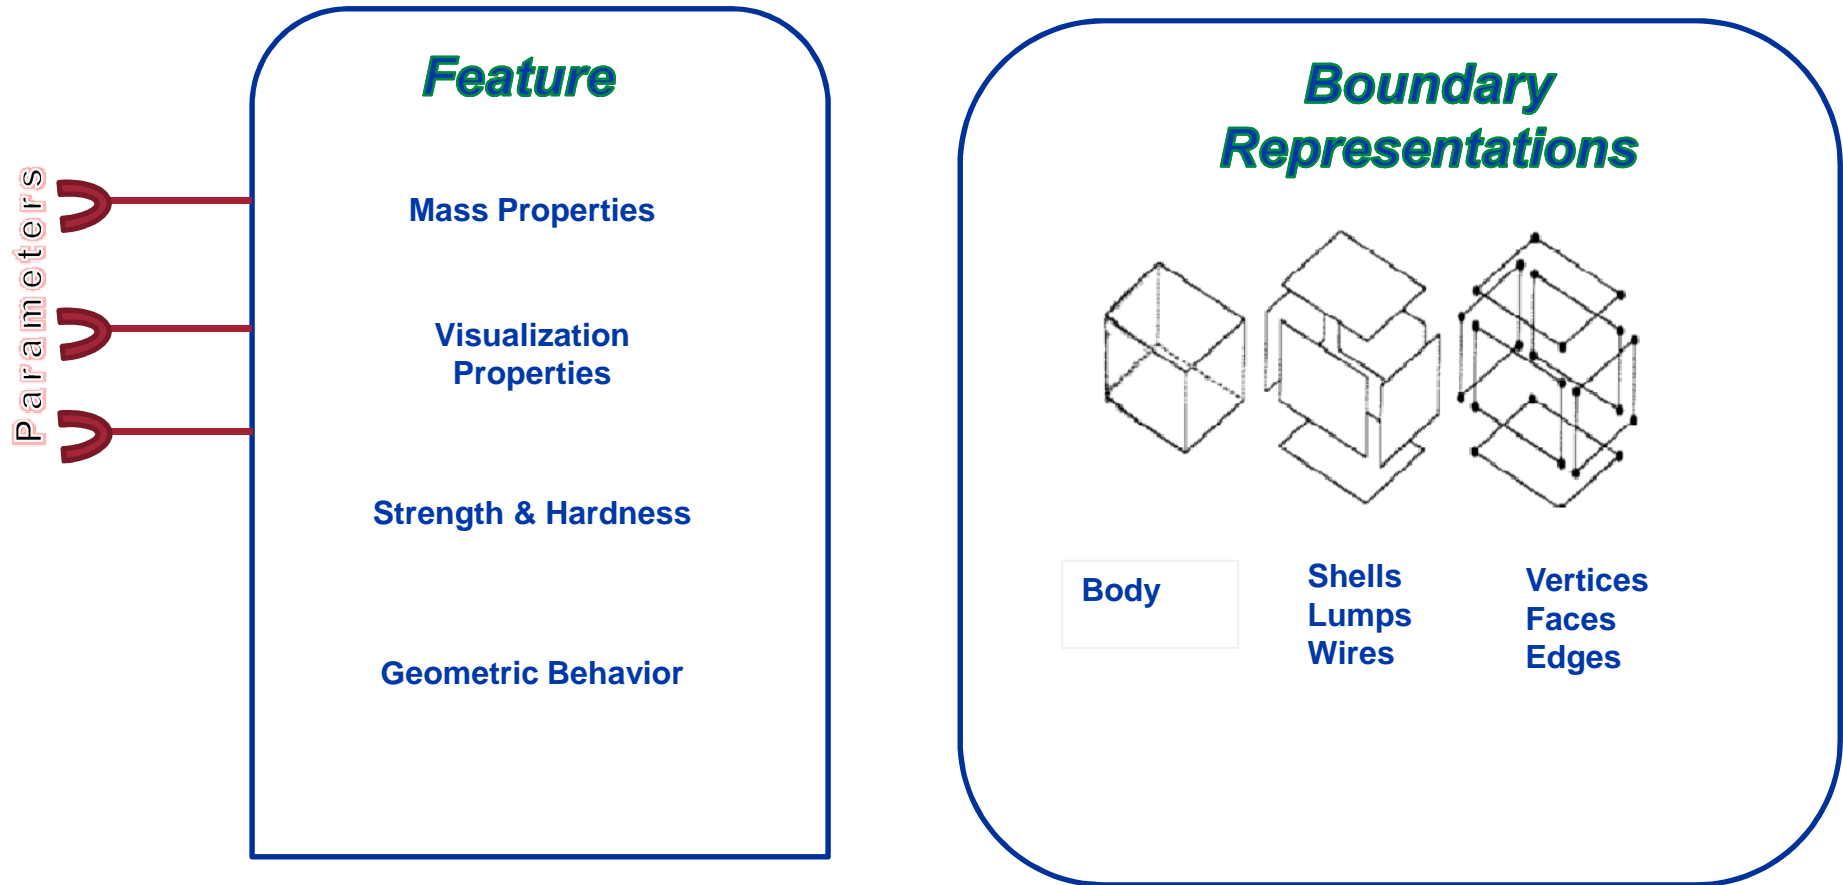 Parameters
Feature
Mass Properties
Visualization
Properties
Strength & Hardness
Geometric Behavior
Boundary
Representations
Body
Shells
Lumps
Wires
Vertices
Faces
Edges